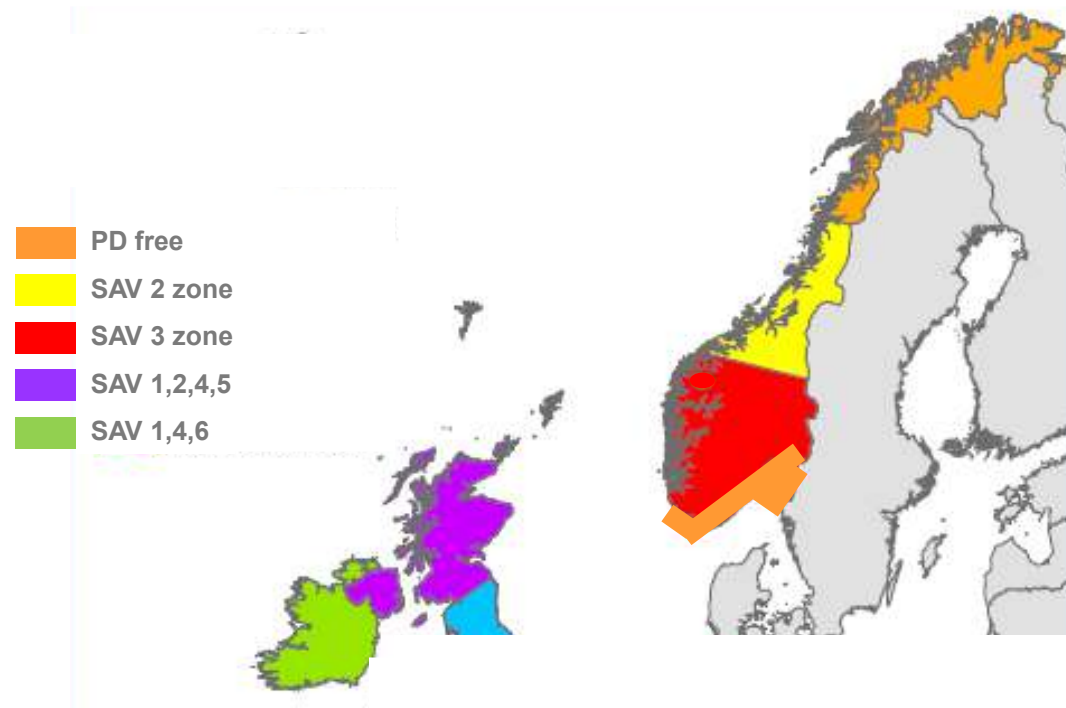 PD free
SAV 2 zone
SAV 3 zone
SAV 1,2,4,5
SAV 1,4,6